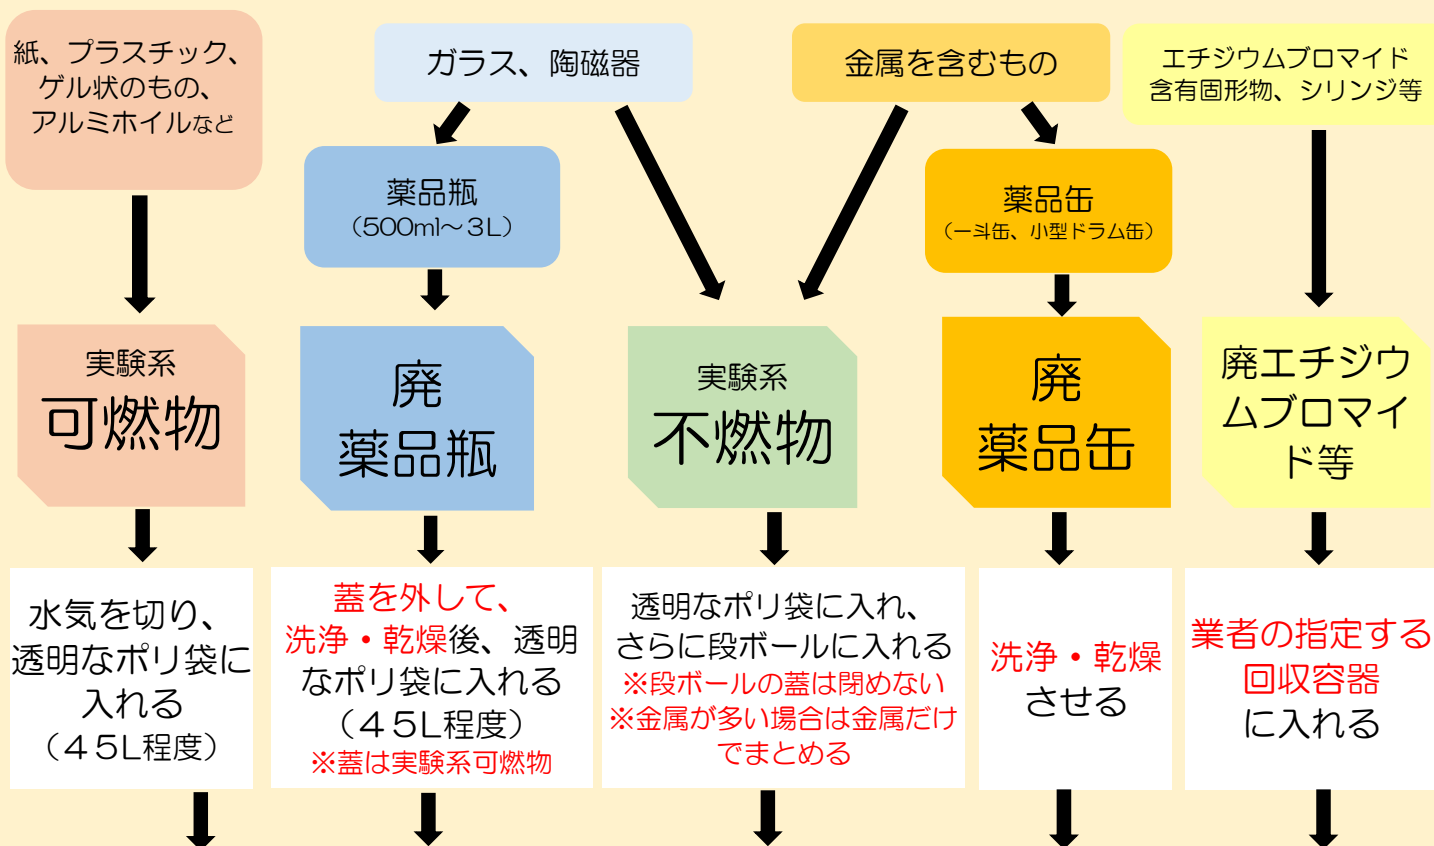 紙、プラスチック、
ゲル状のもの、
アルミホイルなど
ガラス、陶磁器
金属を含むもの
エチジウムブロマイド
含有固形物、シリンジ等
薬品瓶
（500ml～３L）
薬品缶
（一斗缶、小型ドラム缶）
実験系
可燃物
廃
薬品瓶
実験系
不燃物
廃
薬品缶
廃エチジウ
ムブロマイ
ド等
水気を切り、
透明なポリ袋に
入れる
（４５L程度）
蓋を外して、
洗浄・乾燥後、透明
なポリ袋に入れる
（４５L程度）
※蓋は実験系可燃物
透明なポリ袋に入れ、
さらに段ボールに入れる
※段ボールの蓋は閉めない
※金属が多い場合は金属だけ
でまとめる
洗浄・乾燥
させる
業者の指定する
回収容器
に入れる